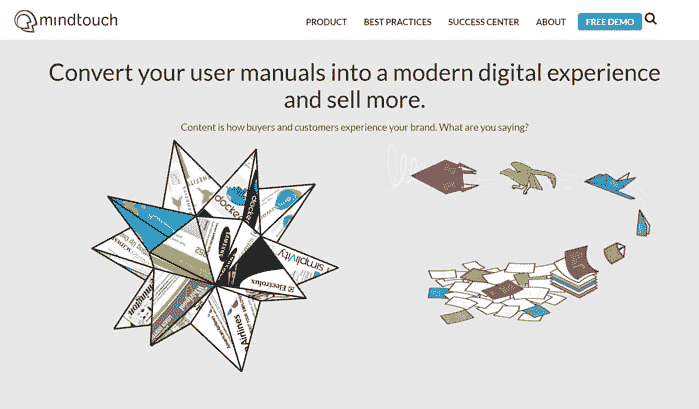 mindtouch
PRODUCT BEST PRACTICES SUCCESS CENTER ABOUT FREE DEMO
Convert your user manuals into a modern digital experience
and sell more.
Content is how buyers and customers experience your brand. What are you saying?
docker
simplivity
Electrolux
Remington
Airlines